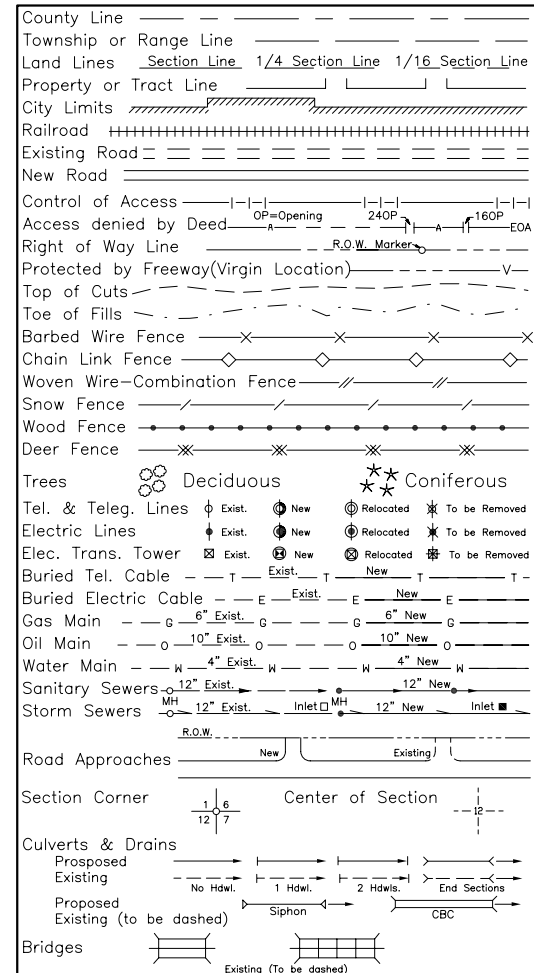 County Line
Township or Range Line
Land Lines Section Line 1/4 Section Line 1/16 Section Line
Property or Tract Line
City Limits
Railroad
Existing Road
New Road
Control of Access
OP=Opening 240P 160P
Access denied by Deed A A EOA
Right of Way Line R.O.W. Marker
Protected by Freeway(Virgin Location) V
Top of Cuts
Toe of Fills
Barbed Wire Fence
Chain Link Fence
Woven Wire-Combination Fence
Snow Fence
Wood Fence
Deer Fence
Trees Deciduous Coniferous
Tel. & Teleg. Lines Exist. New Relocated To be Removed
Electric Lines Exist. New Relocated To be Removed
Elec. Trans. Tower Exist. New Relocated To be Removed
Buried Tel. Cable T Exist. T New T T
Buried Electric Cable E Exist. E New E
Gas Main G 6" Exist. G G 6" New G
Oil Main O 10" Exist. O O 10" New O
Water Main W 4" Exist. W W 4" New W
Sanitary Sewers 12" Exist. 12" New
MH MH
Storm Sewers 12" Exist. Inlet 12" New Inlet
R.O.W.
Road Approaches New Existing
Section Corner 1 6 12 7 Center of Section 12
Culverts & Drains
Prosposed
Existing
No Hdwl. 1 Hdwl. 2 Hdwls. End Sections
Proposed
Existing (to be dashed) Siphon CBC
Bridges
Existing (To be dashed)